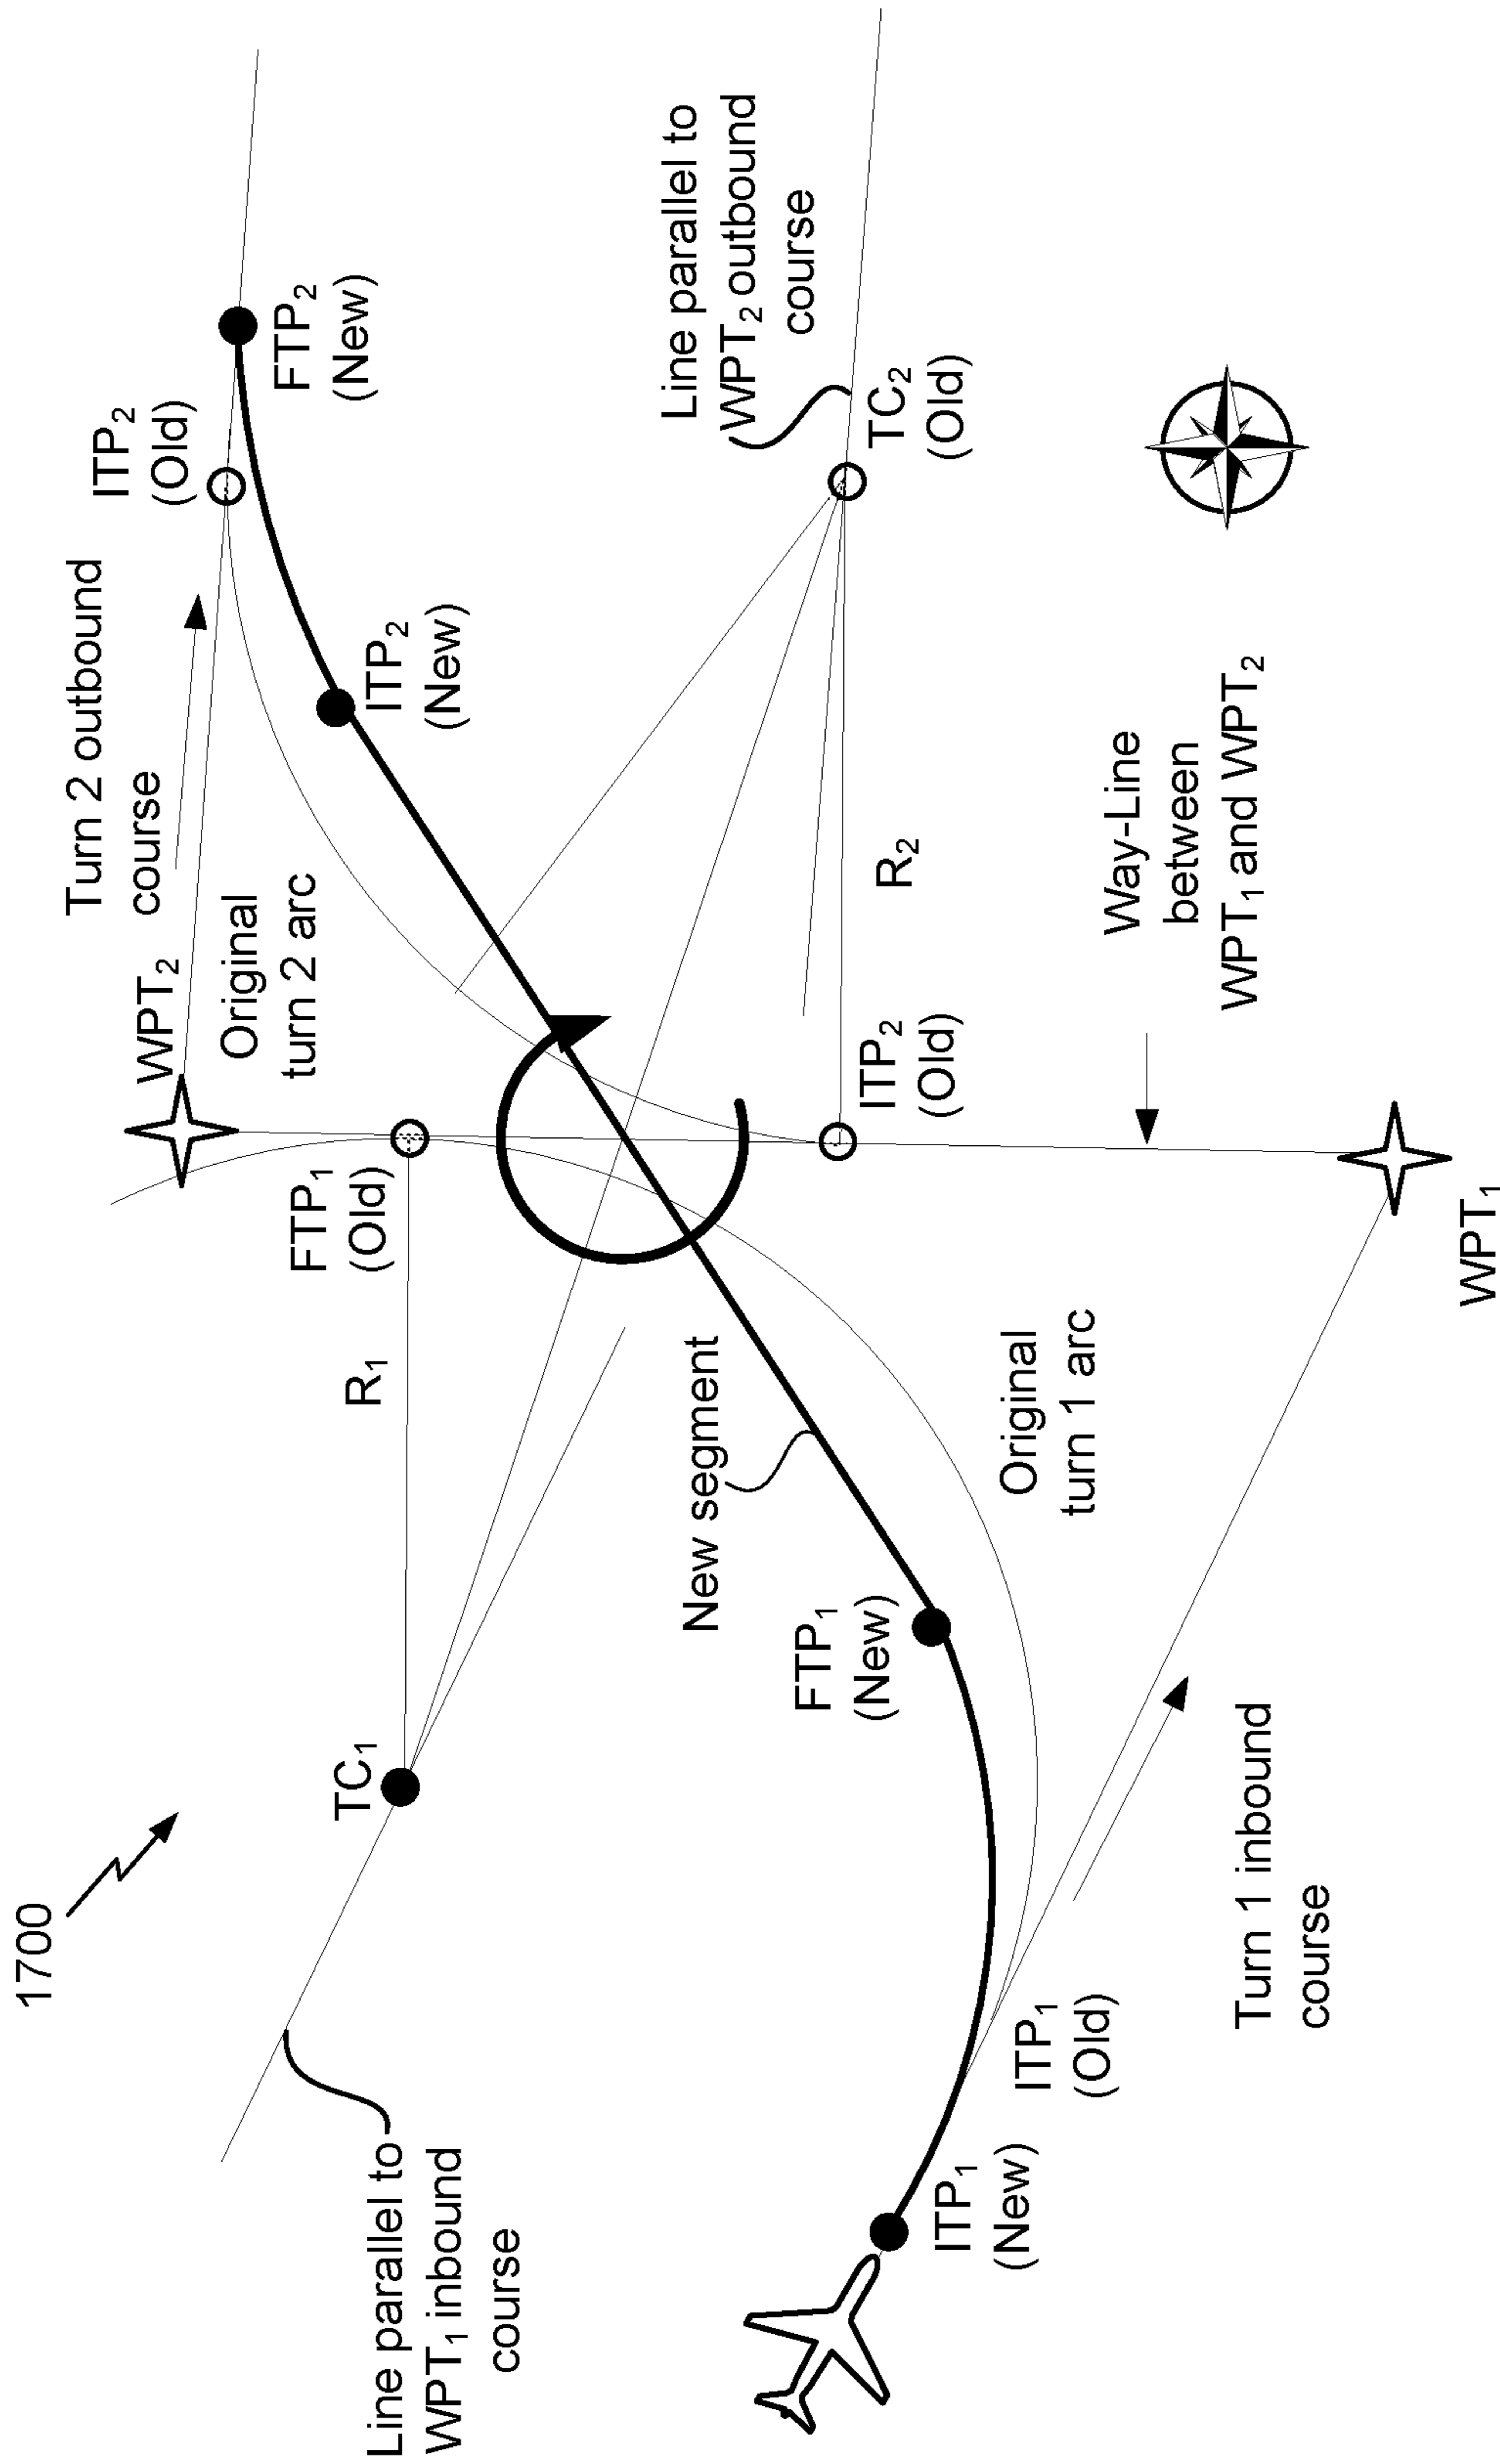 1700
Line parallel to
WPT1 inbound
course
TC1
R1
FTP1
(Old)
WPT2
Turn 2 outbound
course
Original
turn 2 arc
ITP2
(Old)
FTP2
(New)
ITP2
(New)
Line parallel to
WPT2 outbound
course
TC2
(Old)
R2
ITP2
(Old)
Way-Line
between
WPT1 and WPT2
New segment
FTP1
(New)
Original
turn 1 arc
ITP1
(New)
ITP1
(Old)
Turn 1 inbound
course
WPT1